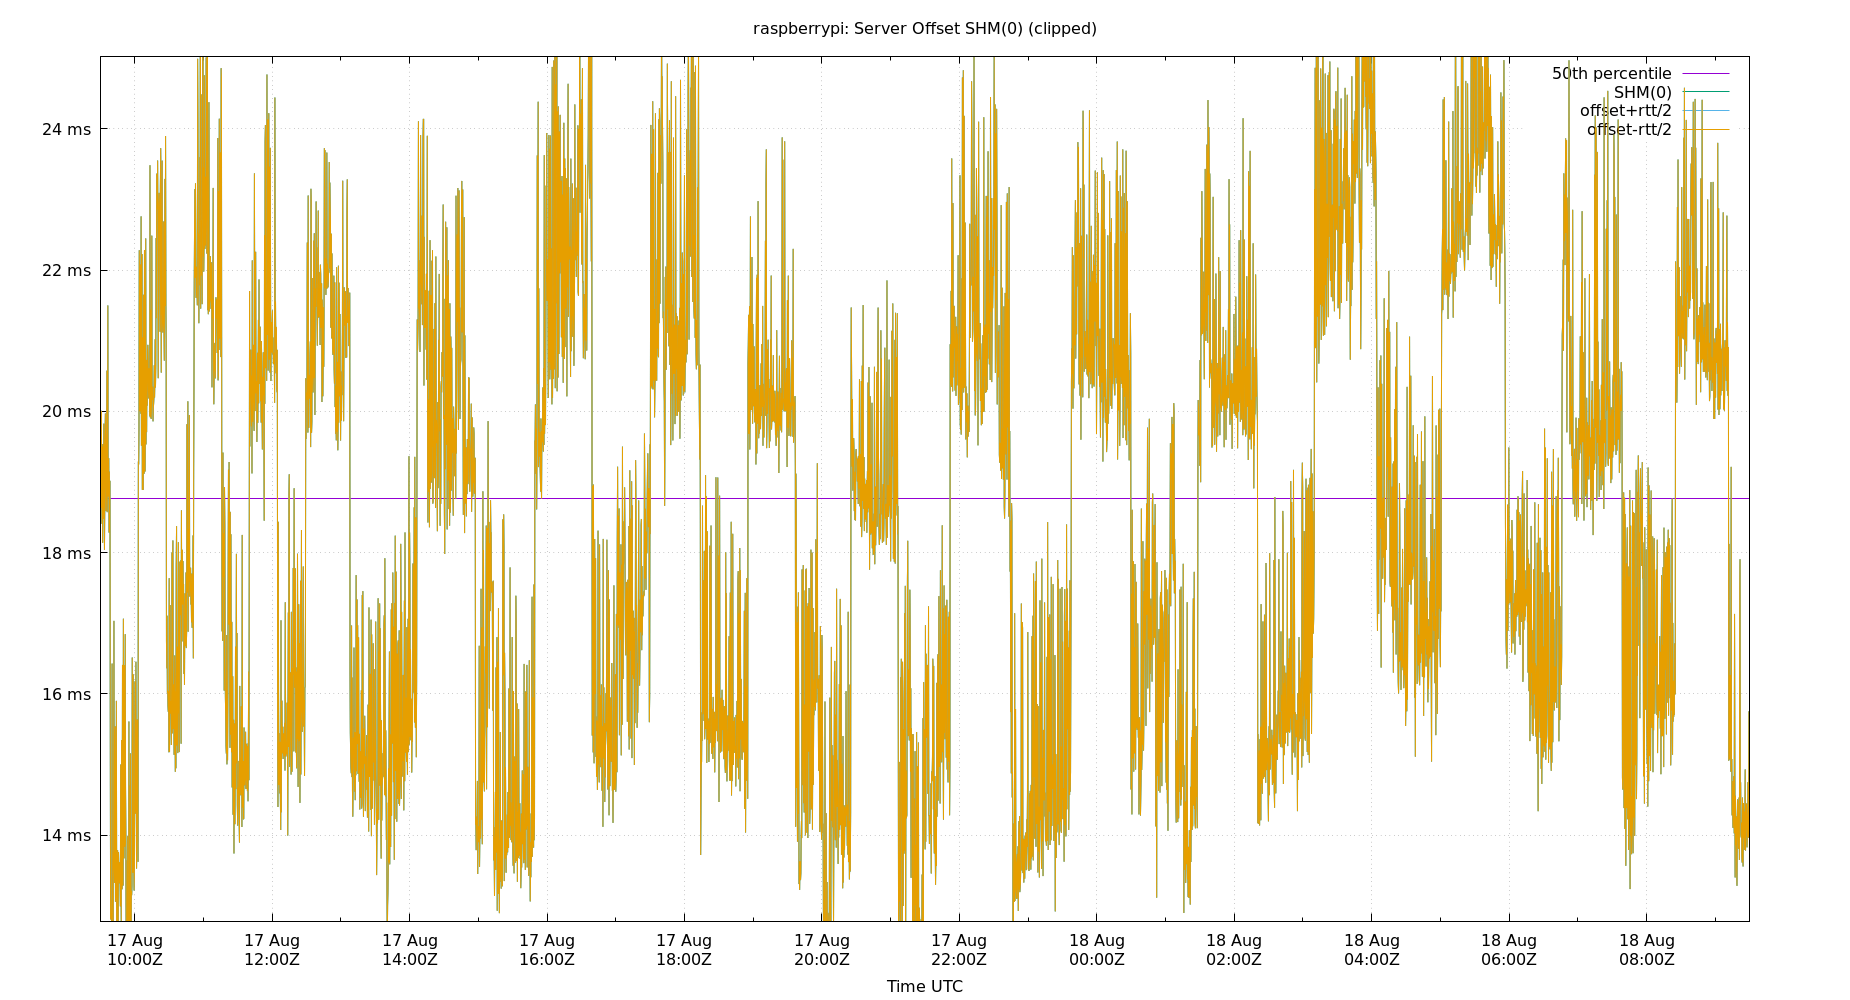 raspberrypi: Server Offset SHM(0) (clipped)
50th percentile
SHM(0)
offset+rtt/2
offset-rtt/2
24 ms
22 ms
20 ms
18 ms
16 ms
14 ms
17 Aug 17 Aug 17 Aug 17 Aug 17 Aug 17 Aug 17 Aug 18 Aug 18 Aug 18 Aug 18 Aug 18 Aug
10:00Z 12:00Z 14:00Z 16:00Z 18:00Z 20:00Z 22:00Z 00:00Z 02:00Z 04:00Z 06:00Z 08:00Z
Time UTC